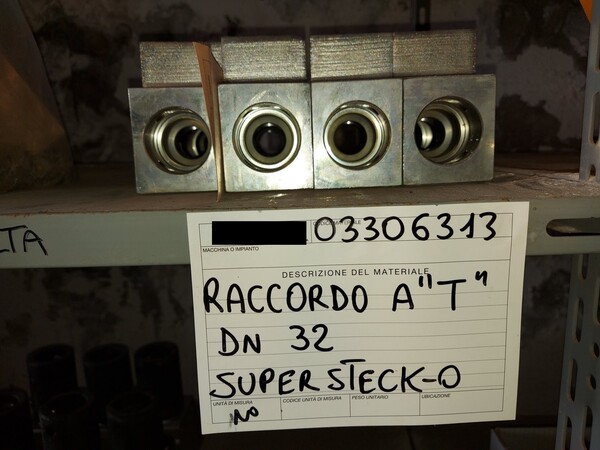 LTA
03306313
MACCHINA O IMPIANTO
DESCRIZIONE DEL MATERIALE
RACCORDO A "T"
DN 32
SUPER STECK-O
UNITÀ DI MISURA
CODICE UNITÀ DI MISURA
PESO UNITARIO
UBICAZIONE
NO